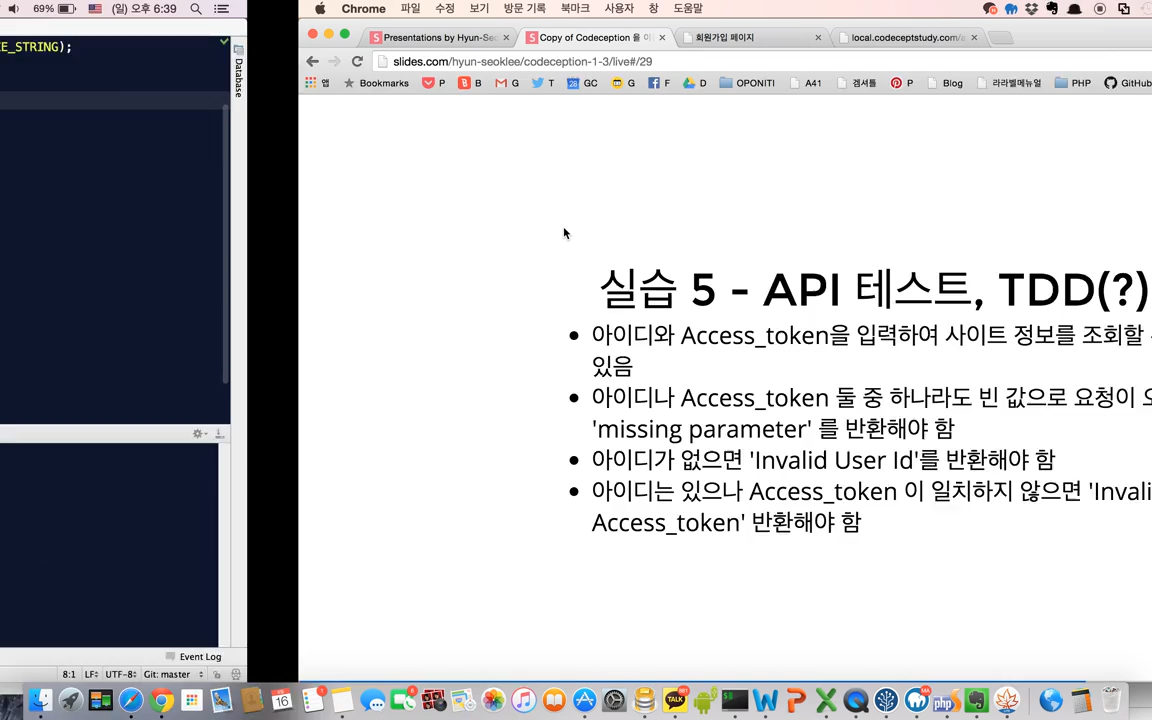 69% (일) 오후 6:39
Chrome 파일 수정 보기 방문 기록 북마크 사용자 창 도움말
E_STRING);
Database
Presentations by Hyun-Seo
Copy of Codeception 을 이
회원가입 페이지
local.codeceptstudy.com/a
slides.com/hyun-seoklee/codeception-1-3/live#/29
앱 Bookmarks P B G T GC G F D OPONITI A41 겜셔틀 P Blog 라라벨메뉴얼 PHP GitHub
실습 5 - API 테스트, TDD(?)
아이디와 Access_token을 입력하여 사이트 정보를 조회할
있음
아이디나 Access_token 둘 중 하나라도 빈 값으로 요청이
'missing parameter' 를 반환해야 함
아이디가 없으면 'Invalid User Id'를 반환해야 함
아이디는 있으나 Access_token 이 일치하지 않으면 'Invali
Access_token' 반환해야 함
Event Log
8:1 LF UTF-8 Git: master